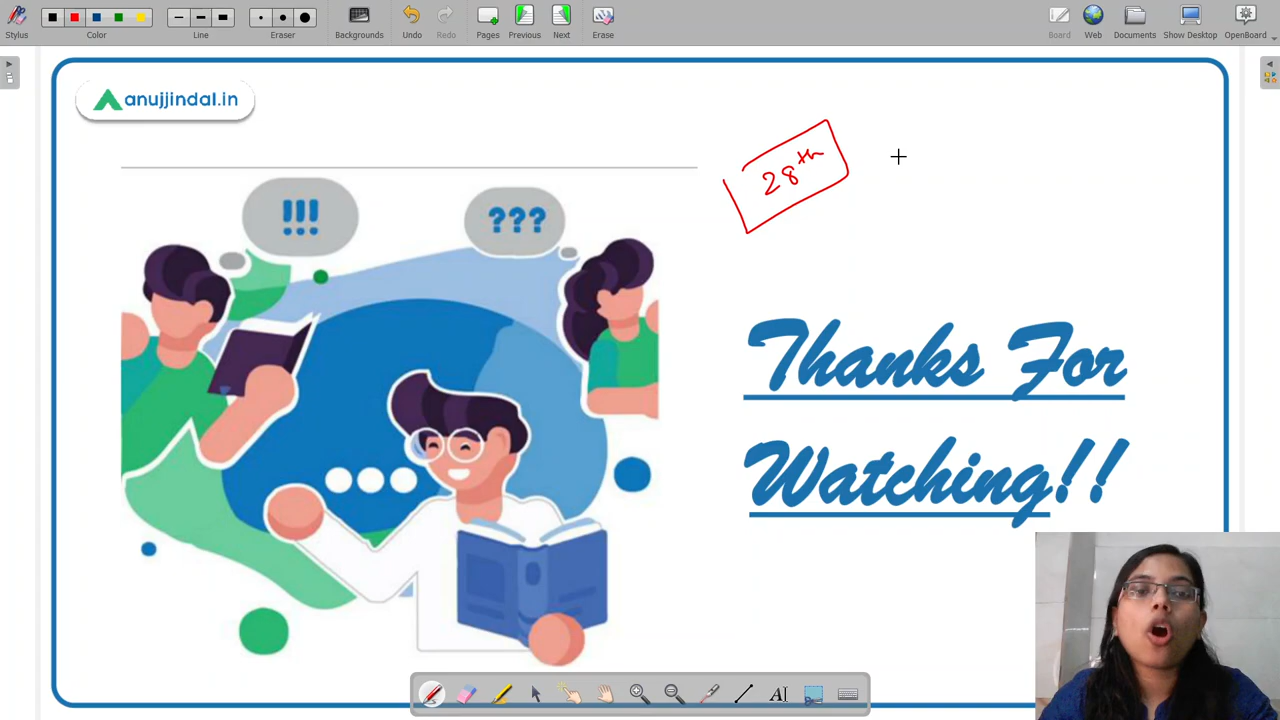 Stylus
Color
Line
Eraser
Backgrounds
Undo
Redo
Pages
Previous
Next
Erase
Board
Web
Documents
Show Desktop
OpenBoard
anujjindal.in
28th
!!!
???
Thanks For
Watching!!
AI